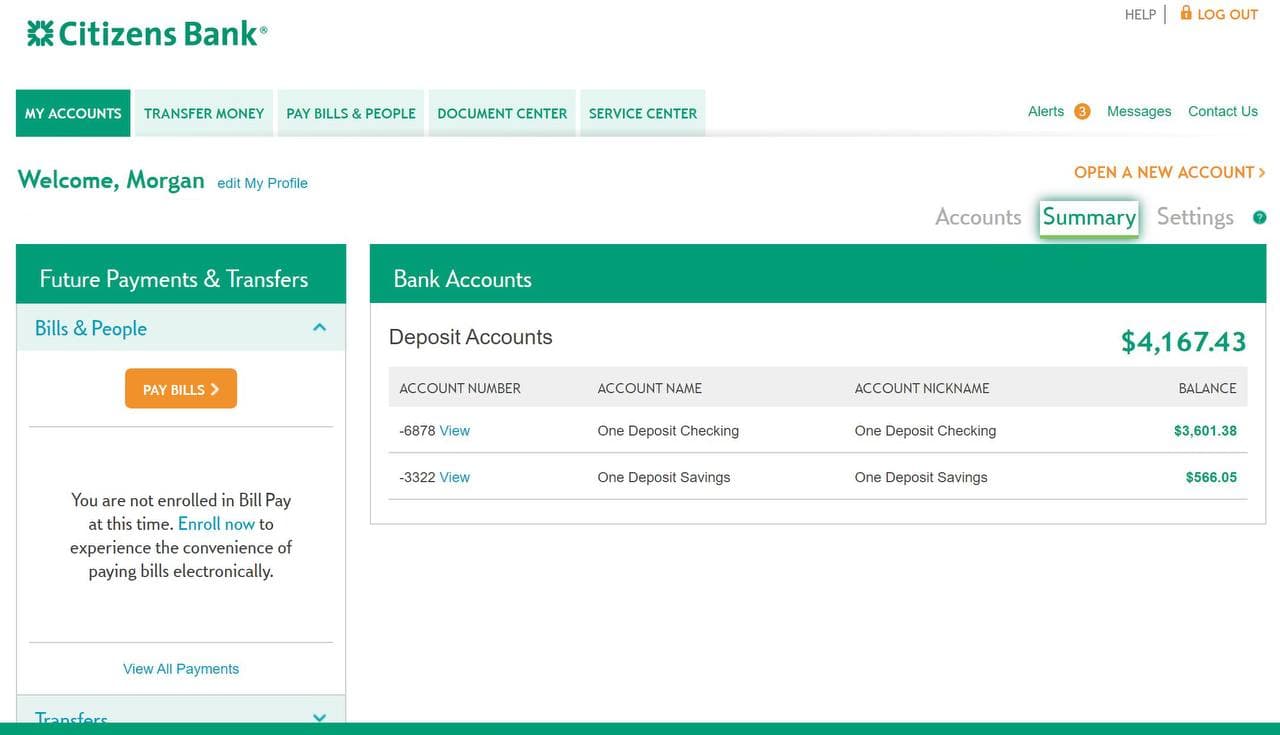 HELP
LOG OUT
Citizens Bank®
MY ACCOUNTS
TRANSFER MONEY
PAY BILLS & PEOPLE
DOCUMENT CENTER
SERVICE CENTER
Alerts 3
Messages
Contact Us
Welcome, Morgan edit My Profile
OPEN A NEW ACCOUNT >
Accounts
Summary
Settings
?
Future Payments & Transfers
Bills & People
PAY BILLS >
You are not enrolled in Bill Pay
at this time. Enroll now to
experience the convenience of
paying bills electronically.
View All Payments
Transfers
Bank Accounts
Deposit Accounts $4,167.43
ACCOUNT NUMBER ACCOUNT NAME ACCOUNT NICKNAME BALANCE
-6878 View One Deposit Checking One Deposit Checking $3,601.38
-3322 View One Deposit Savings One Deposit Savings $566.05